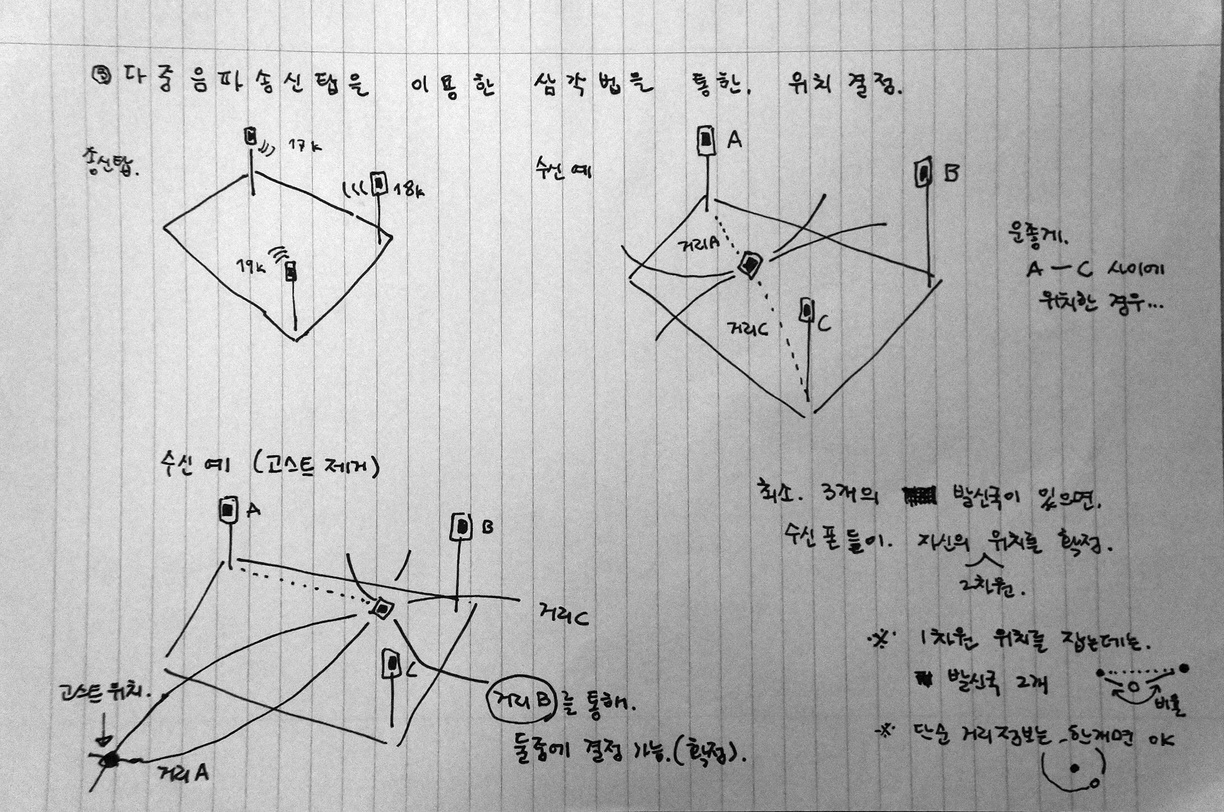 ⑤ 다중음파송신탑을 이용한 삼각법을 통한. 위치 결정.
송신탑.
17k
18k
19k
수신 예
A
B
거리A
거리C
C
운좋게.
A — C 사이에
위치한 경우...
수신 예 (고스트 제거)
A
B
거리C
C
고스트 위치.
거리A
거리B를 통해.
둘중에 결정 가능.(확정).
최소. 3개의 발신국이 있으면.
수신 폰들이. 자신의 위치를 확정.
2차원.
※ 1차원 위치를 잡는데는.
발신국 2개
비율
※ 단순 거리정보는 한개면 OK